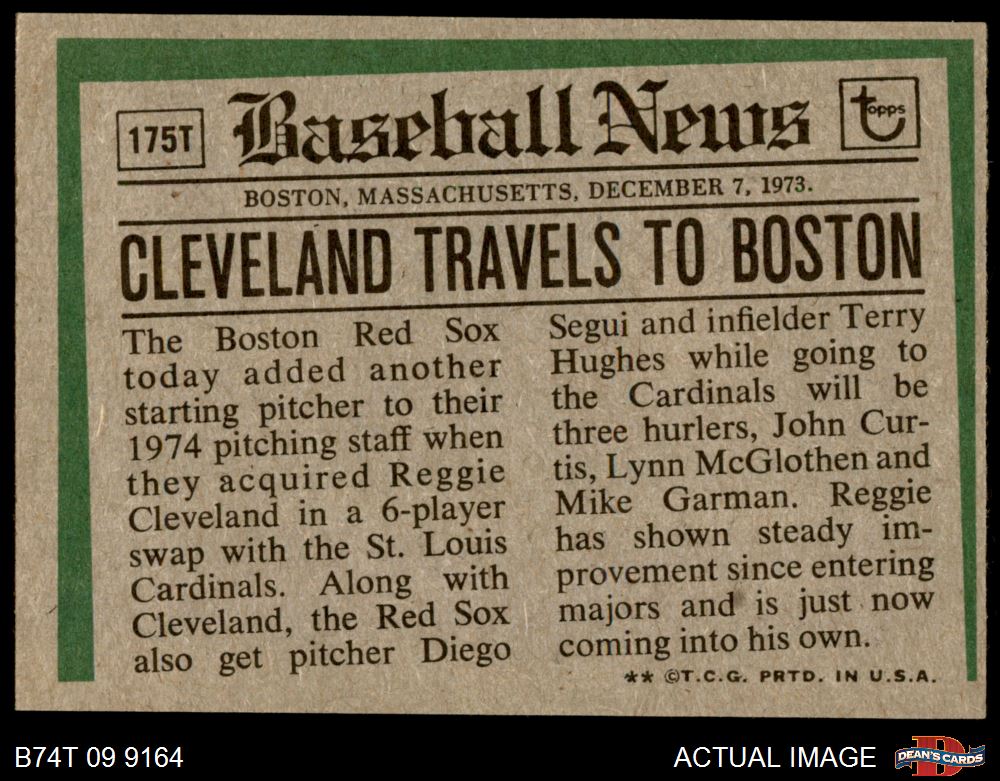 175T
Baseball News
topps
BOSTON, MASSACHUSETTS, DECEMBER 7, 1973.
CLEVELAND TRAVELS TO BOSTON
The Boston Red Sox
today added another
starting pitcher to their
1974 pitching staff when
they acquired Reggie
Cleveland in a 6-player
swap with the St. Louis
Cardinals. Along with
Cleveland, the Red Sox
also get pitcher Diego
Segui and infielder Terry
Hughes while going to
the Cardinals will be
three hurlers, John Cur-
tis, Lynn McGlothen and
Mike Garman. Reggie
has shown steady im-
provement since entering
majors and is just now
coming into his own.
** ©T.C.G. PRTD. IN U.S.A.
B74T 09 9164
ACTUAL IMAGE
D
DEAN'S CARDS